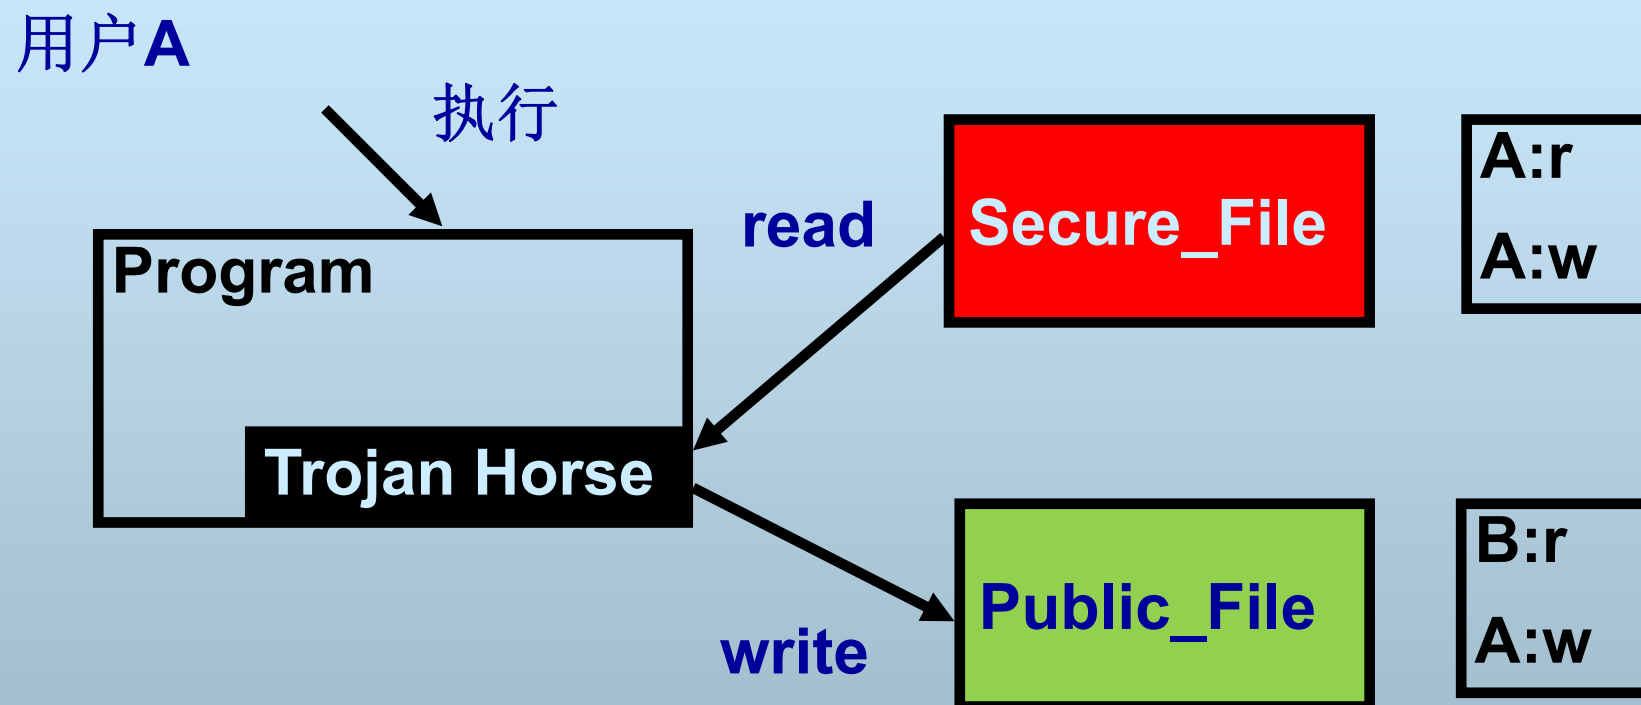 用户A
执行
Program
Trojan Horse
read
write
Secure_File
A:r
A:w
Public_File
B:r
A:w